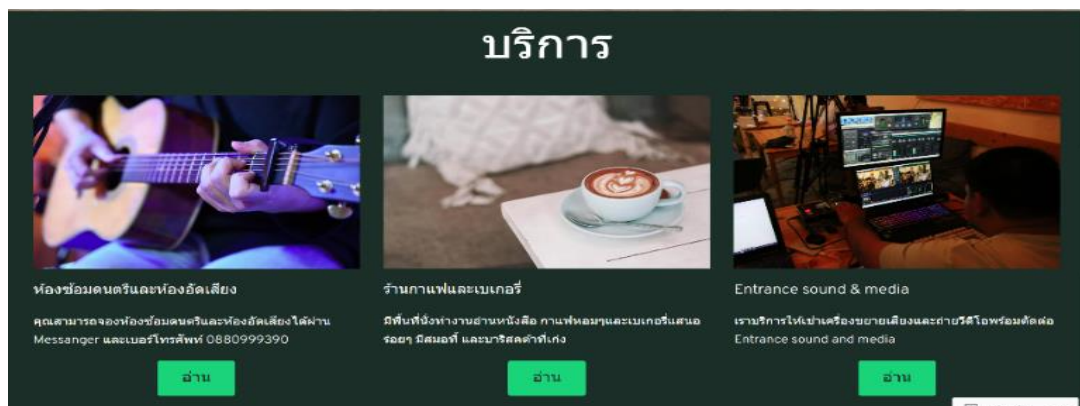 บริการ
ห้องซ้อมดนตรีและห้องอัดเสียง
คุณสามารถจองห้องซ้อมดนตรีและห้องอัดเสียงได้ผ่าน
Messanger และเบอร์โทรศัพท์ 0880999390
อ่าน
ร้านกาแฟและเบเกอรี่
มีพื้นที่นั่งทำงานอ่านหนังสือ กาแฟหอมๆและเบเกอรี่แสนอ
ร่อยๆ มีสมอที้ และบาริสต
อ่าน
Entrance sound & media
เราบริการให้เช่าเครื่องขยายเสียงและถ่ายวีดีโอพร้อมตัดต่อ
Entrance sound and media
อ่าน